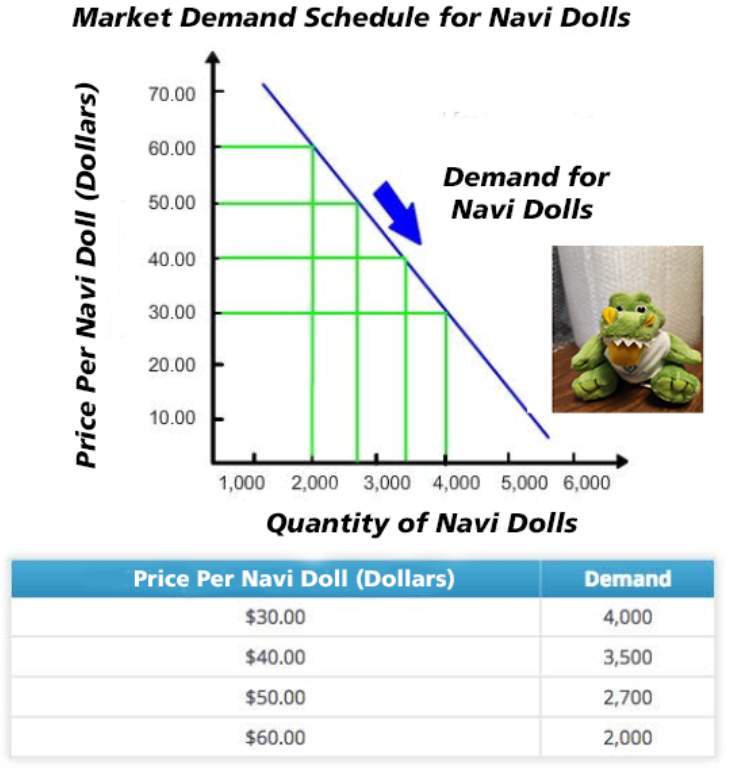 Market Demand Schedule for Navi Dolls
Price Per Navi Doll (Dollars)
70.00
60.00
50.00
40.00
30.00
20.00
10.00
Demand for
Navi Dolls
1,000 2,000 3,000 4,000 5,000 6,000
Quantity of Navi Dolls
Price Per Navi Doll (Dollars) Demand
$30.00 4,000
$40.00 3,500
$50.00 2,700
$60.00 2,000